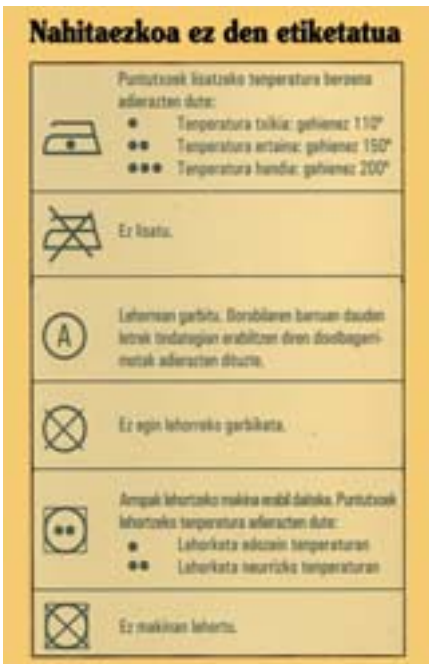 Nahitaezkoa ez den etiketatua
Puntutxoek lisatzeko tenperatura beroena
adierazten dute:
Tenperatura txikia: gehienez 110°
Tenperatura ertaina: gehienez 150°
Tenperatura handia: gehienez 200°
Ez lisatu.
A
Lehorrean garbitu. Borobilaren barruan dauden
letrek tindategian erabiltzen diren disolbagarri-
motak adierazten dituzte.
Ez egin lehorreko garbiketa.
Arropak lehortzeko makina erabil daiteke. Puntutxoek
lehortzeko tenperatura adierazten dute:
Lehorketa edozein tenperaturan
Lehorketa neurrizko tenperaturan
Ez makinan lehortu.